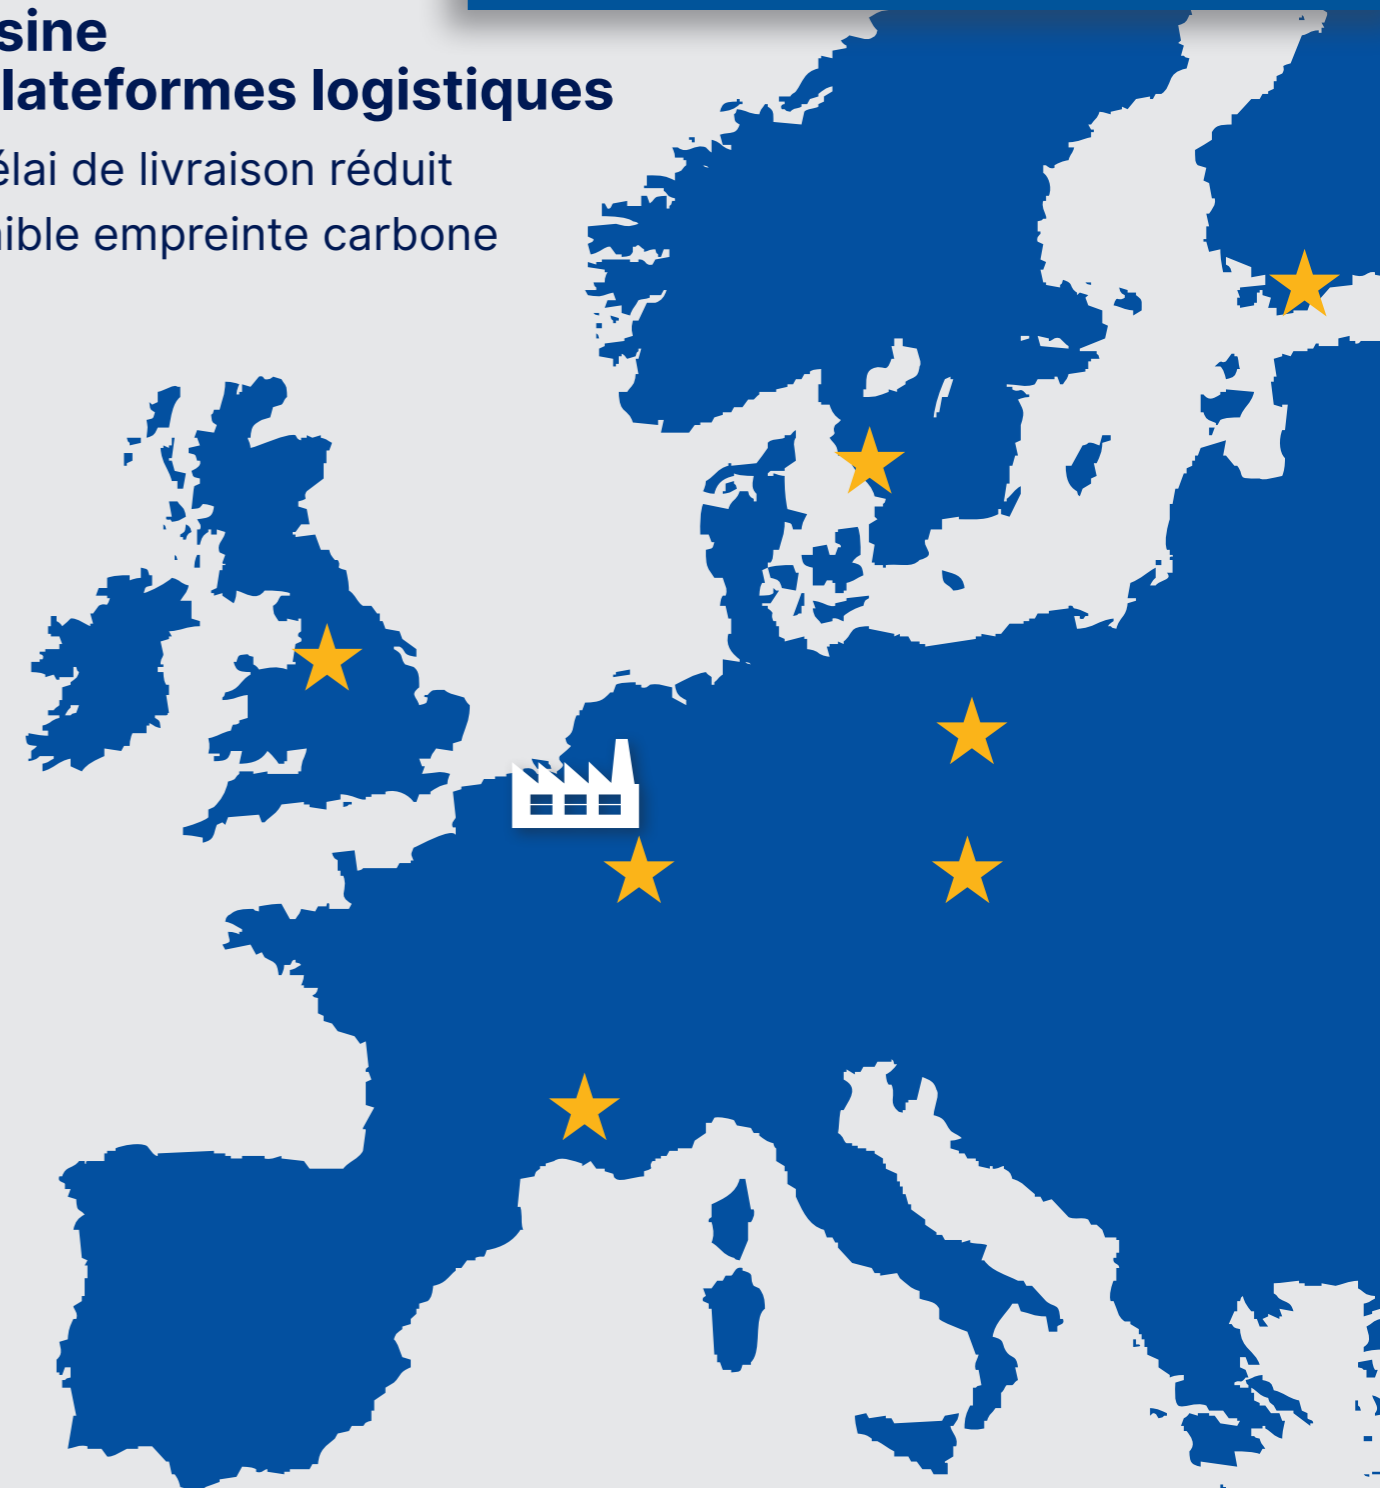 sine
lateformes logistiques
élai de livraison réduit
ible empreinte carbone